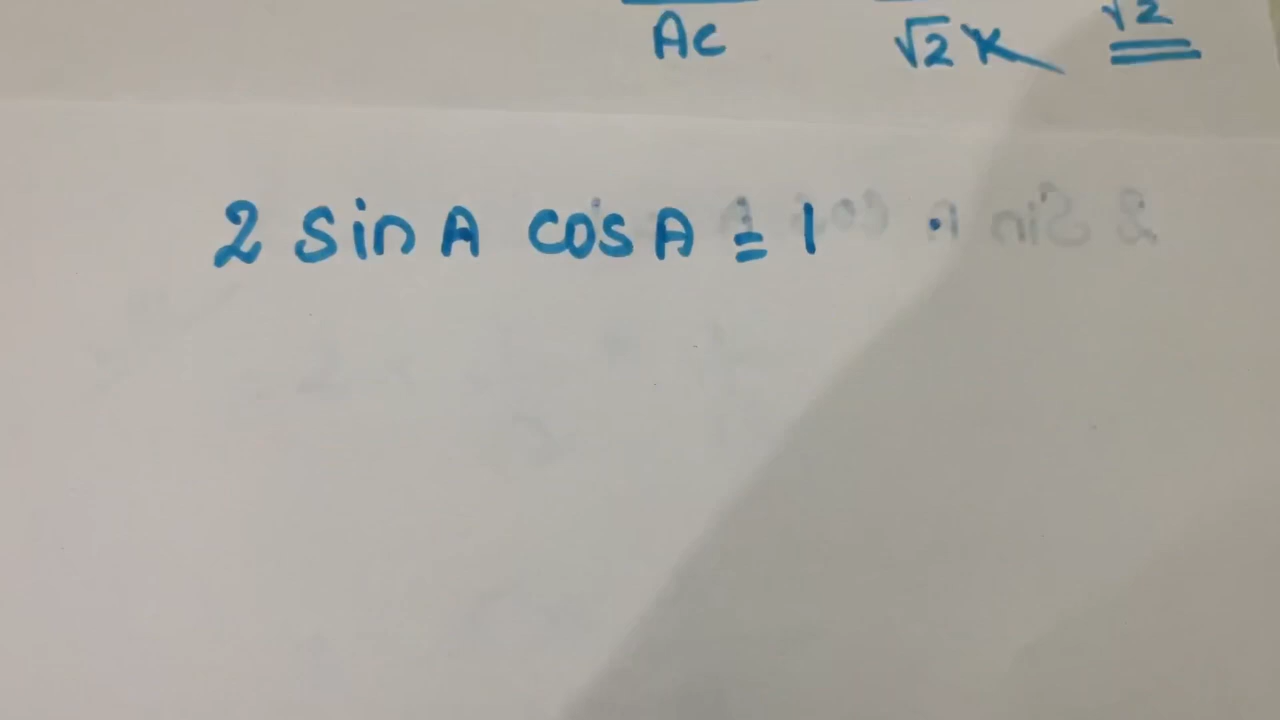 √2
AC √2 K
2 sin A cos A = 1